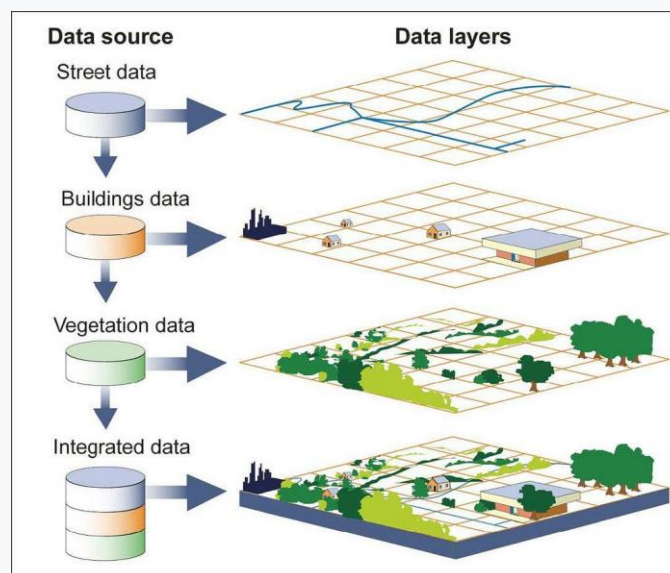 Data source
Data layers
Street data
Buildings data
Vegetation data
Integrated data